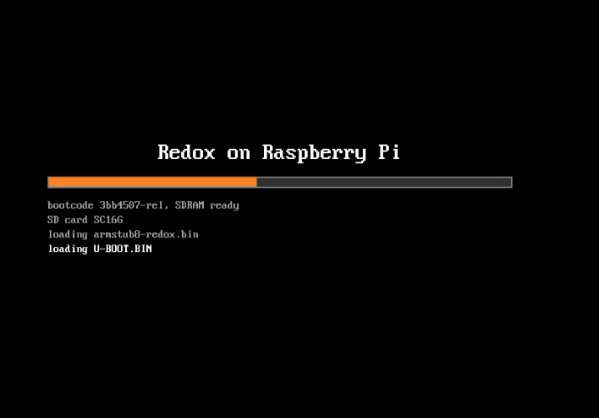 Redox on Raspberry Pi
bootcode 3bb4507-rel, SDRAM ready
SD card SC16G
loading armstub8-redox.bin
loading U-BOOT.BIN